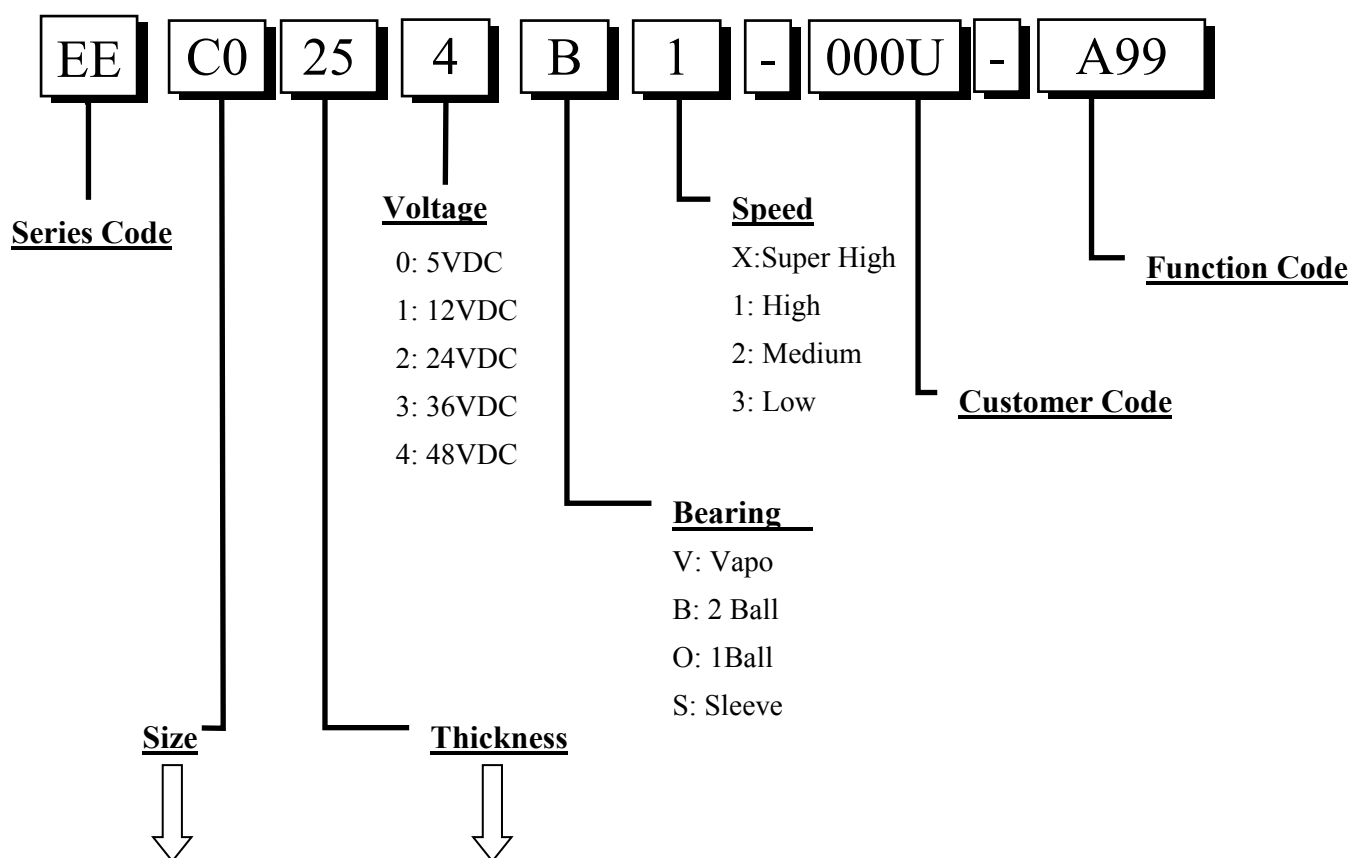 EE C0 25 4 B 1 - 000U - A99
Series Code
Voltage
0: 5VDC
1: 12VDC
2: 24VDC
3: 36VDC
4: 48VDC
Speed
X:Super High
1: High
2: Medium
3: Low
Function Code
Customer Code
Bearing
V: Vapo
B: 2 Ball
O: 1Ball
S: Sleeve
Size
Thickness